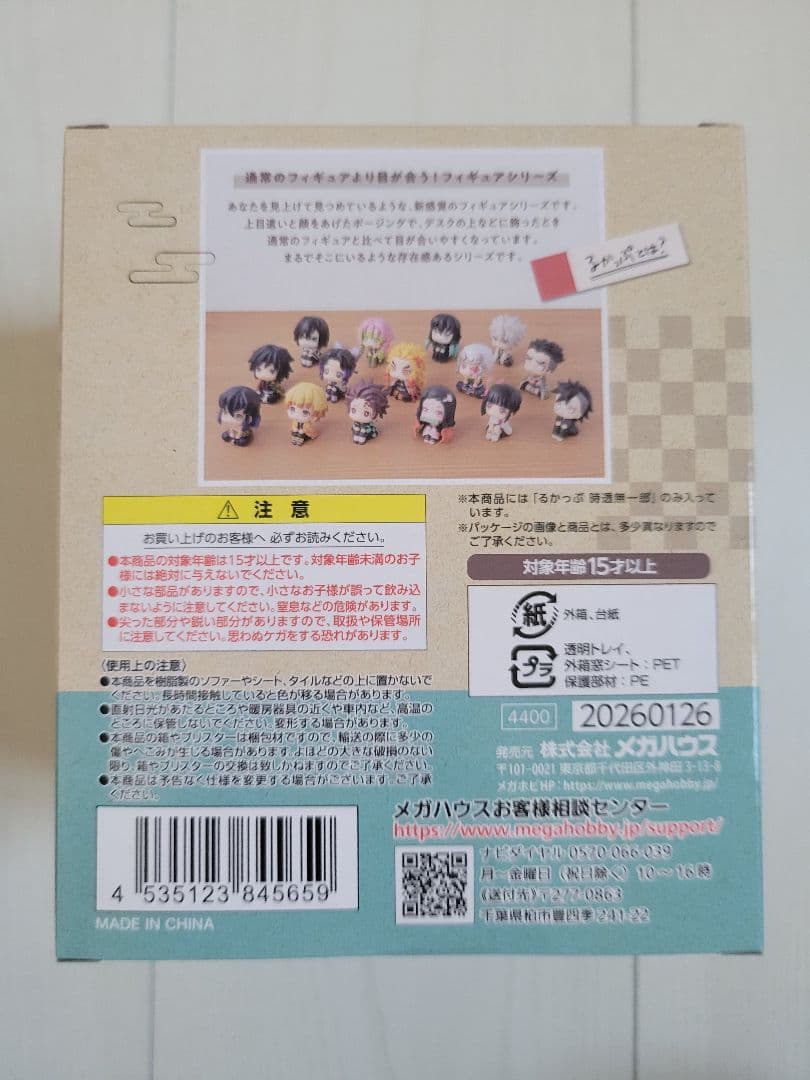 通常のフィギュアより目が合う！フィギュアシリーズ
あなたを見上げて見つめているような、新感覚のフィギュアシリーズです。
上目遣いと顔をあげたポージングで、デスクの上などに飾ったとき
通常のフィギュアと比べて目が合いやすくなっています。
まるでそこにいるような存在感あるシリーズです。
るかっぷとは？
⚠ 注意
お買い上げのお客様へ 必ずお読みください。
●本商品の対象年齢は15才以上です。対象年齢未満のお子
様には絶対に与えないでください。
●小さな部品がありますので、小さなお子様が誤って飲み込
まないように注意してください。窒息などの危険があります。
●尖った部分や鋭い部分がありますので、取扱や保管場所
に注意してください。思わぬケガをする恐れがあります。
〈使用上の注意〉
●本商品を樹脂製のソファーやシート、タイルなどの上に置かないで
ください。長時間接触していると色が移る場合があります。
●直射日光があたるところや暖房器具の近くや車内など、高温の
ところに保管しないでください。変形する場合があります。
●本商品の箱やブリスターは梱包材ですので、輸送の際に多少の
傷やへこみが生じる場合があります。よほどの大きな破損のない
限り、箱やブリスターの交換は致しかねますのでご了承ください。
●本商品は予告なく仕様を変更する場合がございます。ご了承
ください。
4 535123 845659
MADE IN CHINA
※本商品には「るかっぷ 時透無一郎」のみ入って
います。
※パッケージの画像と商品とは、多少異なりますので
ご了承ください。
対象年齢15才以上
紙 外箱、台紙
プラ 透明トレイ、
外箱窓シート：PET
保護部材：PE
4400 20260126
発売元 株式会社 メガハウス
〒101-0021 東京都千代田区外神田 3-13-8
メガホビHP：https://www.megahobby.jp/
メガハウスお客様相談センター
https://www.megahobby.jp/support/
ナビダイヤル 0570-066-039
月～金曜日（祝日除く）10～16時
《送付先》〒277-0863
千葉県柏市豊四季241-22